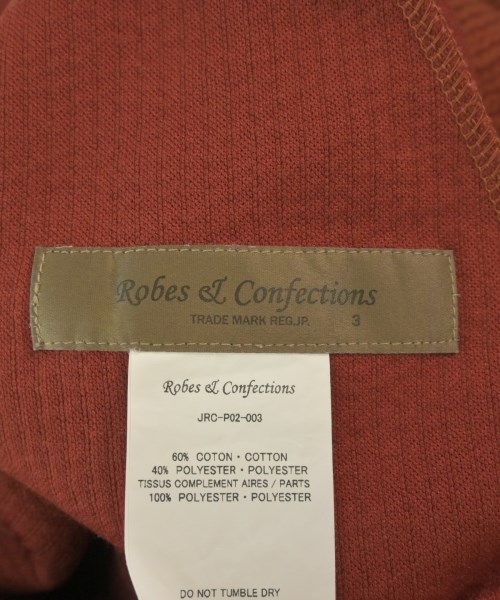 Robes & Confections
TRADE MARK REG.JP. 3
Robes & Confections
JRC-P02-003
60% COTON・COTTON
40% POLYESTER・POLYESTER
TISSUS COMPLEMENT AIRES / PARTS
100% POLYESTER・POLYESTER
DO NOT TUMBLE DRY